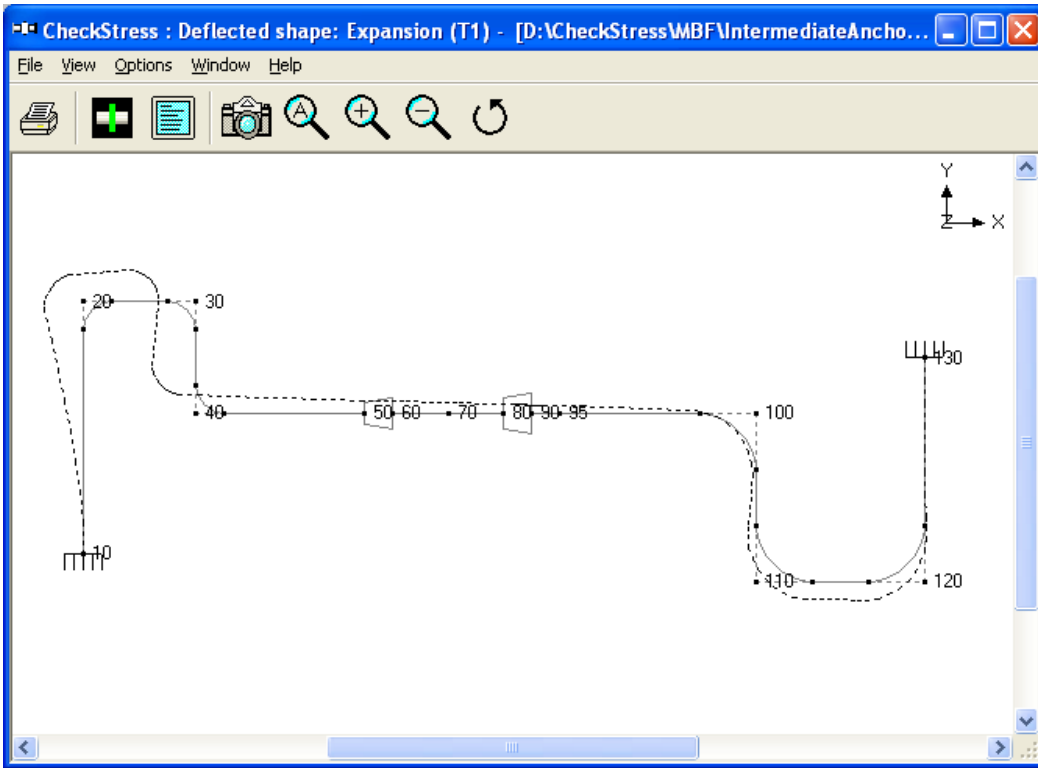 CheckStress : Deflected shape: Expansion (T1) - [D:\CheckStress\MBF\IntermediateAncho...
File View Options Window Help
A
Y
Z X
20 30
130
40 50 60 70 80 90 95 100
10
110 120